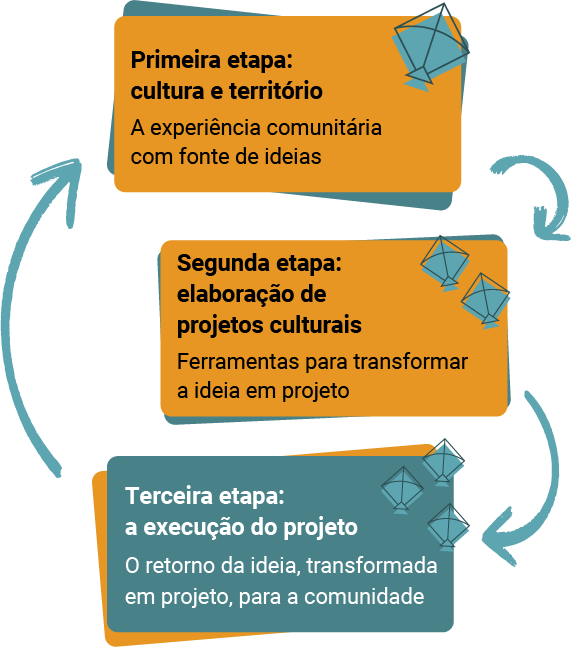 Primeira etapa:
cultura e território
A experiência comunitária
com fonte de ideias
Segunda etapa:
elaboração de
projetos culturais
Ferramentas para transformar
a ideia em projeto
Terceira etapa:
a execução do projeto
O retorno da ideia, transformada
em projeto, para a comunidade